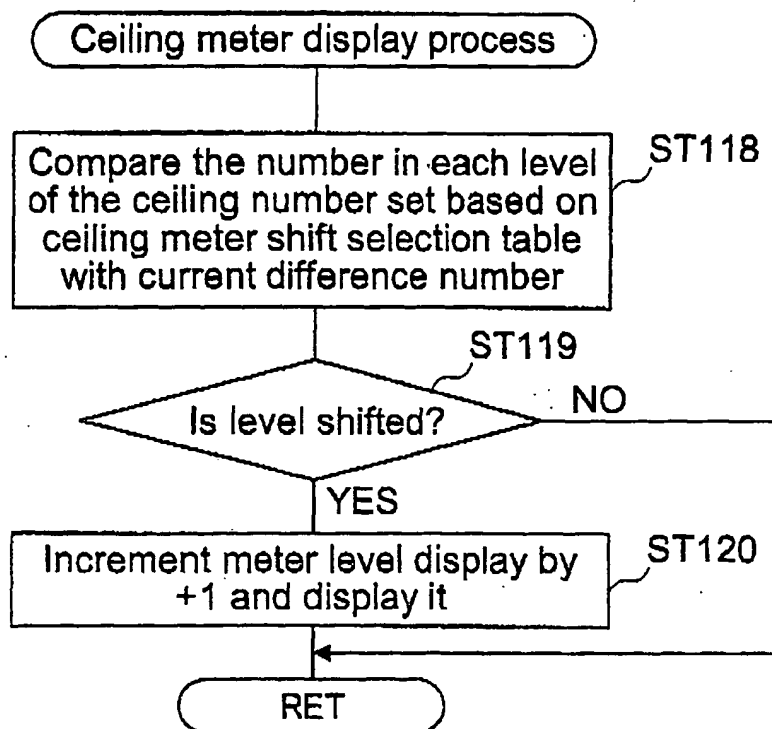 Ceiling meter display process
Compare the number in each level
of the ceiling number set based on
ceiling meter shift selection table
with current difference number
ST118
ST119
Is level shifted?
NO
YES
Increment meter level display by
+1 and display it
ST120
RET